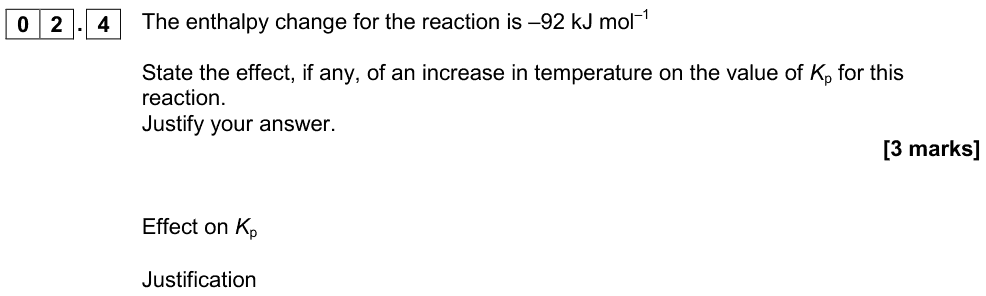 0 2 . 4 The enthalpy change for the reaction is –92 kJ mol⁻¹
State the effect, if any, of an increase in temperature on the value of Kₚ for this
reaction.
Justify your answer.
[3 marks]
Effect on Kₚ
Justification